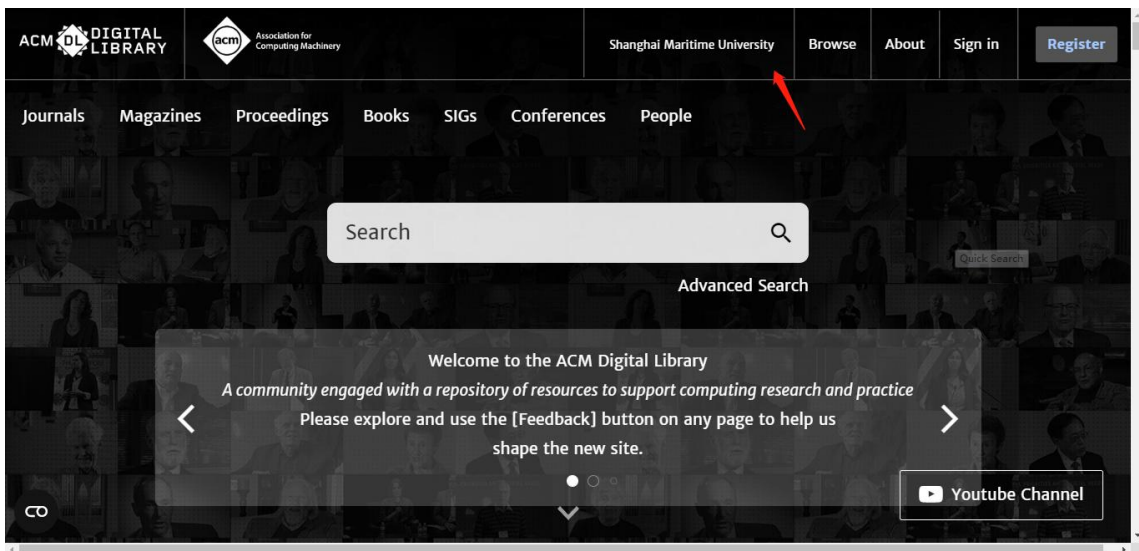 ACM DL DIGITAL LIBRARY
acm Association for Computing Machinery
Shanghai Maritime University
Browse
About
Sign in
Register
Journals
Magazines
Proceedings
Books
SIGs
Conferences
People
Search
Quick Search
Advanced Search
Welcome to the ACM Digital Library
A community engaged with a repository of resources to support computing research and practice
Please explore and use the [Feedback] button on any page to help us
shape the new site.
Youtube Channel